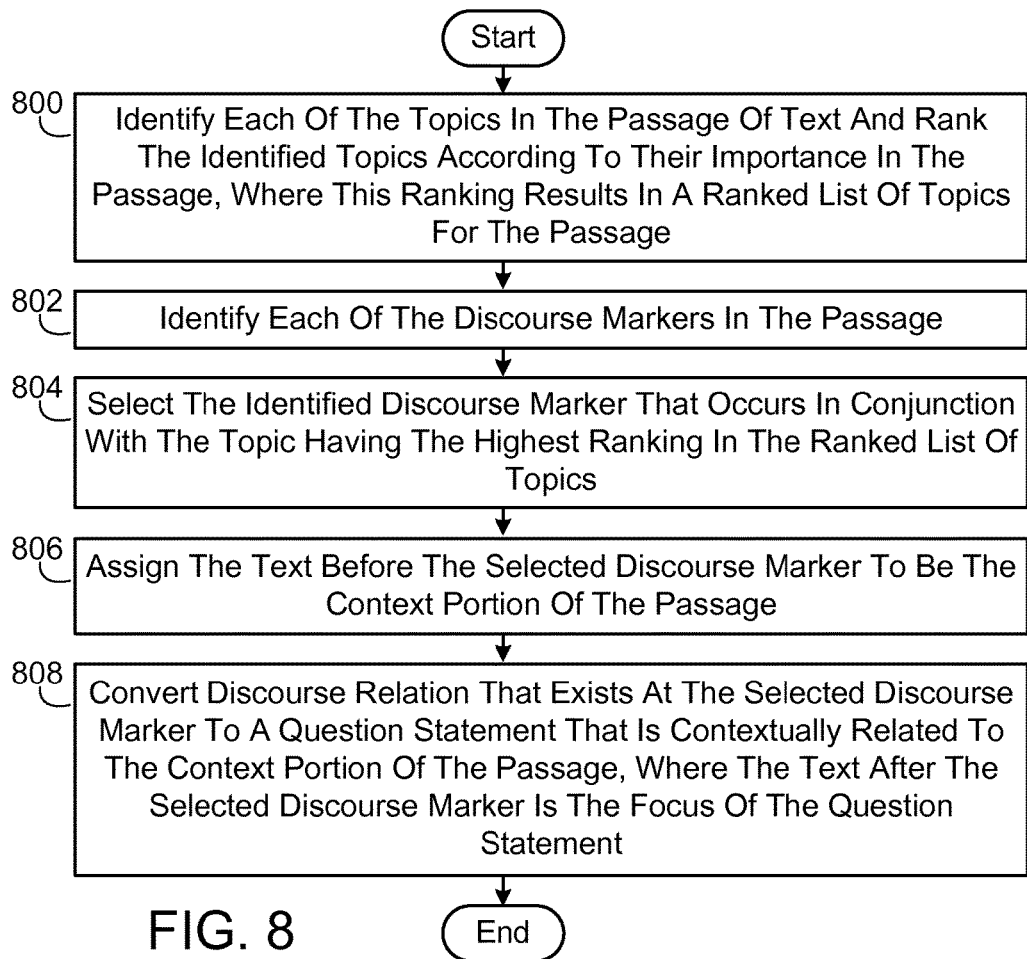 Start
800
Identify Each Of The Topics In The Passage Of Text And Rank
The Identified Topics According To Their Importance In The
Passage, Where This Ranking Results In A Ranked List Of Topics
For The Passage
802
Identify Each Of The Discourse Markers In The Passage
804
Select The Identified Discourse Marker That Occurs In Conjunction
With The Topic Having The Highest Ranking In The Ranked List Of
Topics
806
Assign The Text Before The Selected Discourse Marker To Be The
Context Portion Of The Passage
808
Convert Discourse Relation That Exists At The Selected Discourse
Marker To A Question Statement That Is Contextually Related To
The Context Portion Of The Passage, Where The Text After The
Selected Discourse Marker Is The Focus Of The Question
Statement
FIG. 8
End